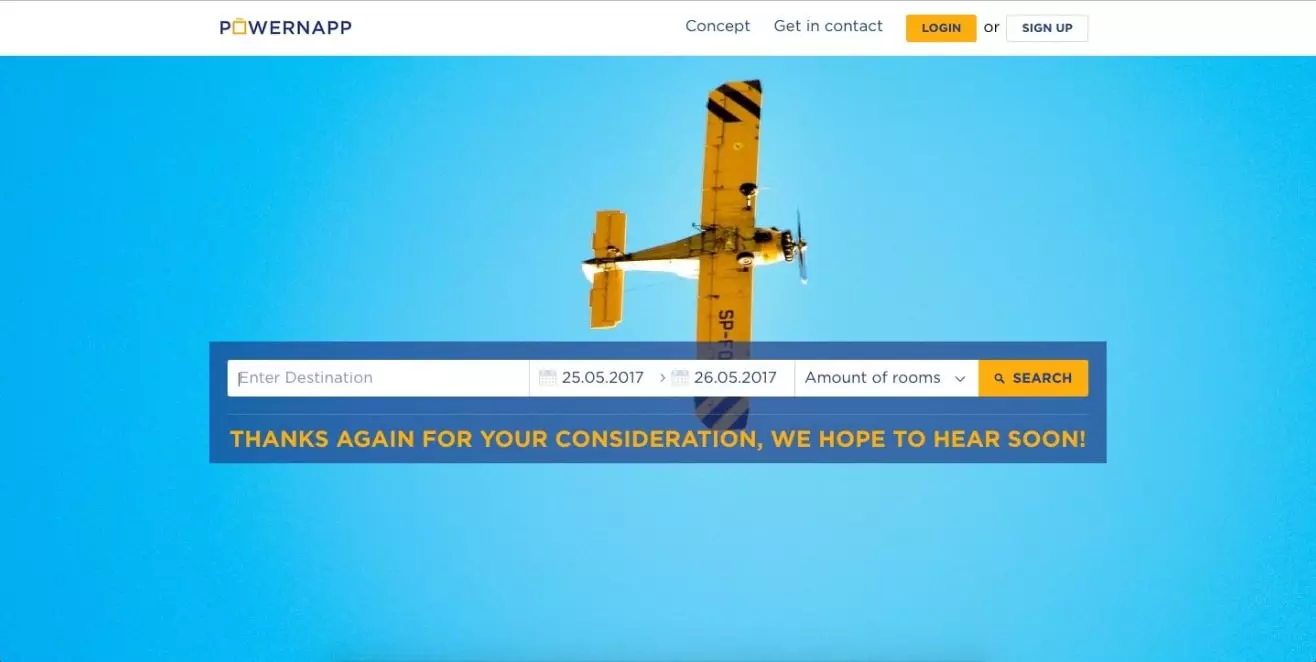 POWERNAPP
Concept
Get in contact
LOGIN
or
SIGN UP
SP-FO
Enter Destination
25.05.2017 > 26.05.2017
Amount of rooms
SEARCH
THANKS AGAIN FOR YOUR CONSIDERATION, WE HOPE TO HEAR SOON!